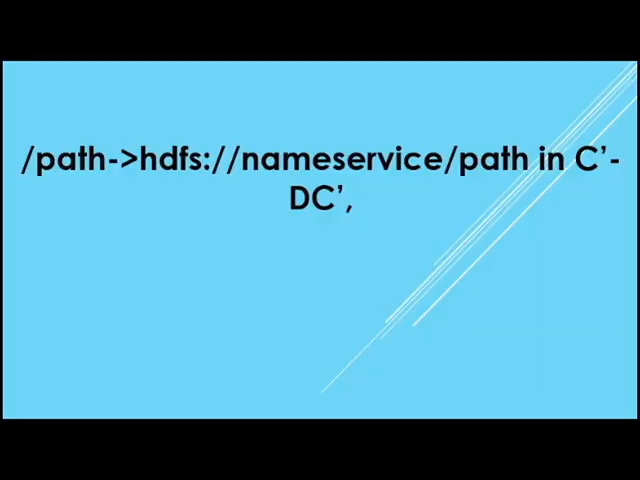 /path->hdfs://nameservice/path in C’-
DC’,